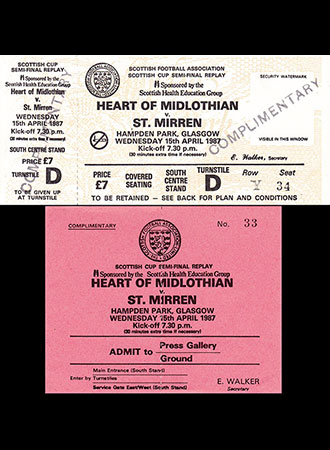 SCOTTISH CUP
SEMI-FINAL REPLAY
Sponsored by the
Scottish Health Education Group
HEART OF MIDLOTHIAN
v.
ST. MIRREN
WEDNESDAY
15th APRIL 1987
Kick-off 7.30 p.m.
(30 minutes extra time if necessary)
SOUTH CENTRE STAND
PRICE £7
TURNSTILE D
TO BE GIVEN UP
AT TURNSTILE
COMPLIMENTARY
SCOTTISH FOOTBALL ASSOCIATION
SCOTTISH CUP SEMI-FINAL REPLAY
Sponsored by the
Scottish Health Education Group
SECURITY WATERMARK
HEART OF MIDLOTHIAN
v.
ST. MIRREN
HAMPDEN PARK, GLASGOW
WEDNESDAY 15th APRIL 1987
Kick-off 7.30 p.m.
(30 minutes extra time if necessary)
VISIBLE IN THIS WINDOW
E. Walker, Secretary
COMPLIMENTARY
PRICE £7
COVERED SEATING
SOUTH CENTRE STAND
TURNSTILE D
Row Y
Seat 34
TO BE RETAINED — SEE BACK FOR PLAN AND CONDITIONS
COMPLIMENTARY
No. 33
SCOTTISH CUP SEMI-FINAL REPLAY
Sponsored by the Scottish Health Education Group
HEART OF MIDLOTHIAN
v.
ST. MIRREN
HAMPDEN PARK, GLASGOW
WEDNESDAY 15th APRIL 1987
Kick-off 7.30 p.m.
(30 minutes extra time if necessary)
ADMIT to Press Gallery
Ground
Main Entrance (South Stand)
Enter by Turnstiles
Service Gate East/West (South Stand)
E. WALKER
Secretary